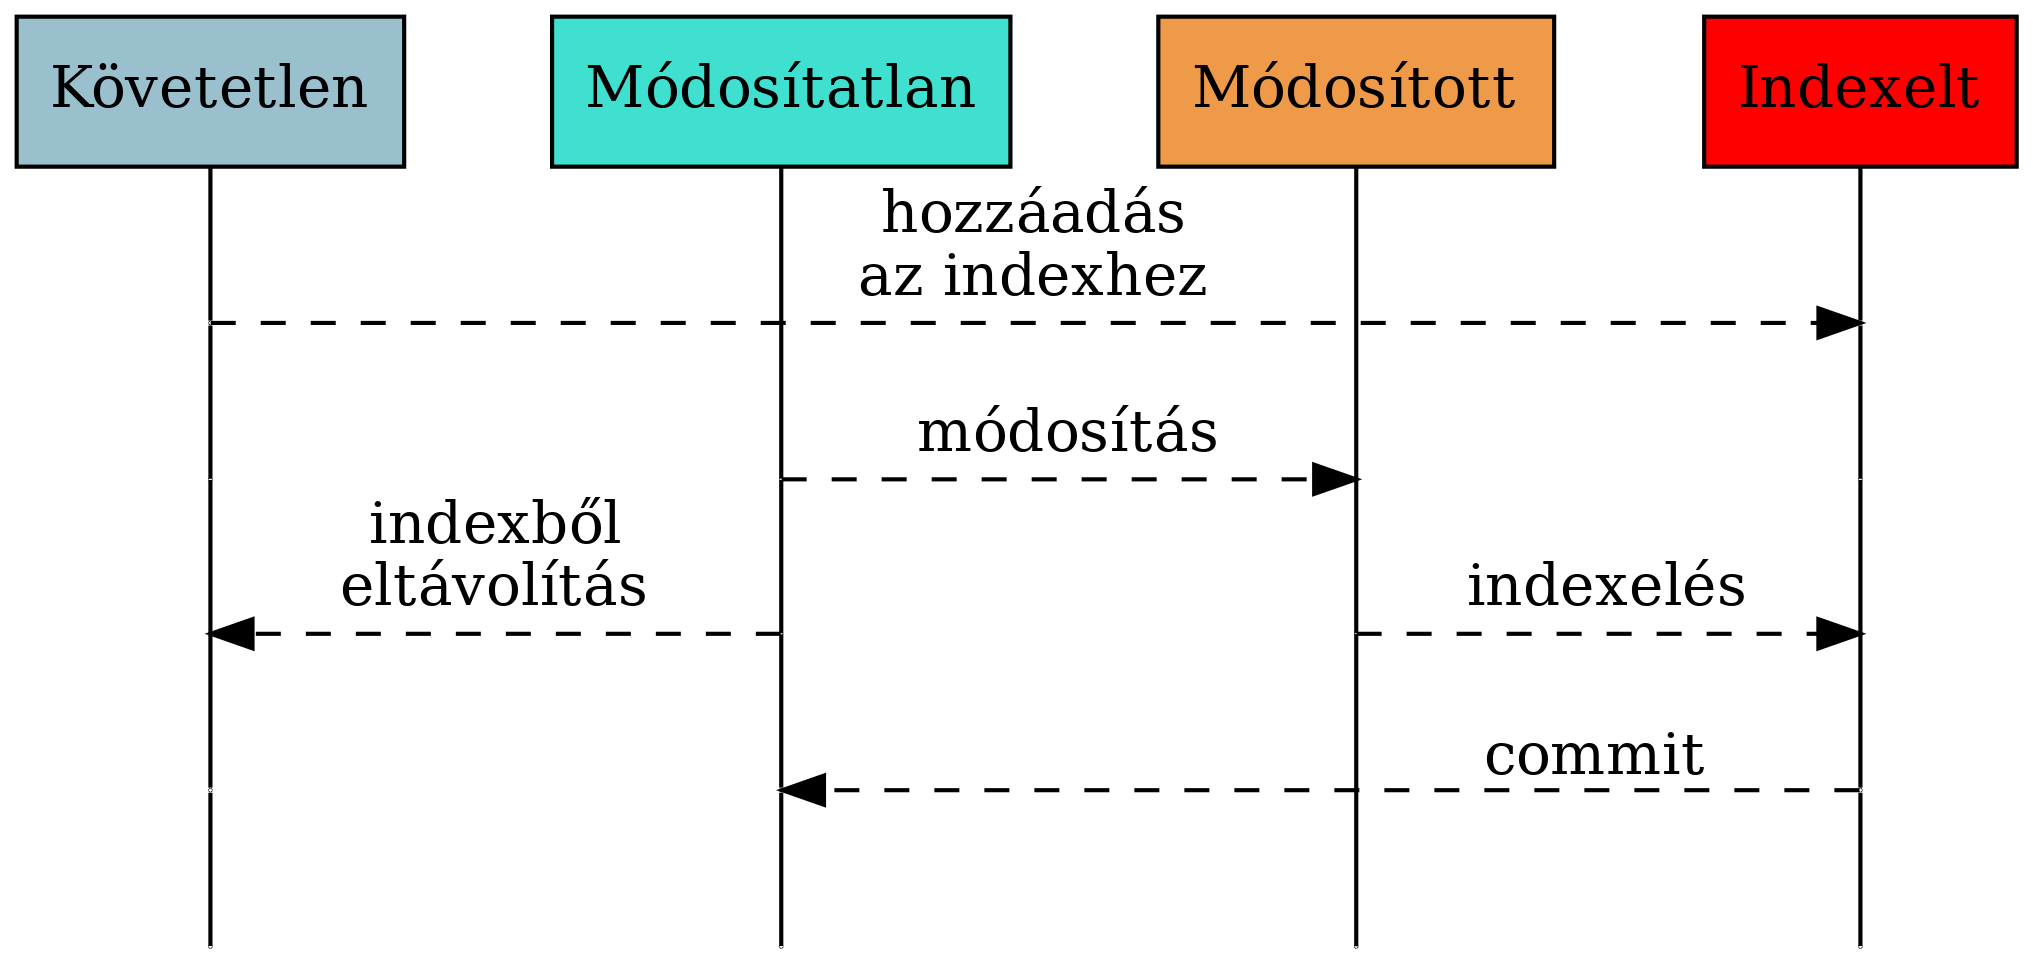 Követetlen
Módosítatlan
Módosított
Indexelt
hozzáadás
az indexhez
módosítás
indexből
eltávolítás
indexelés
commit